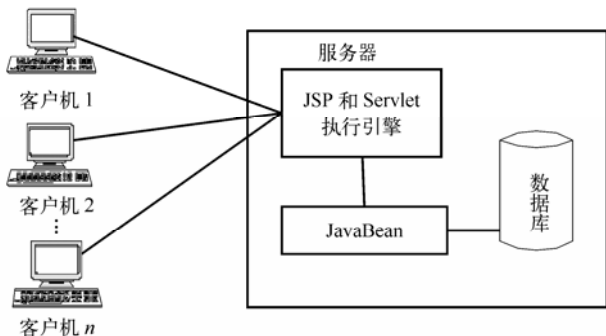 客户机 1
客户机 2
⋮
客户机 n
服务器
JSP 和 Servlet
执行引擎
JavaBean
数
据
库